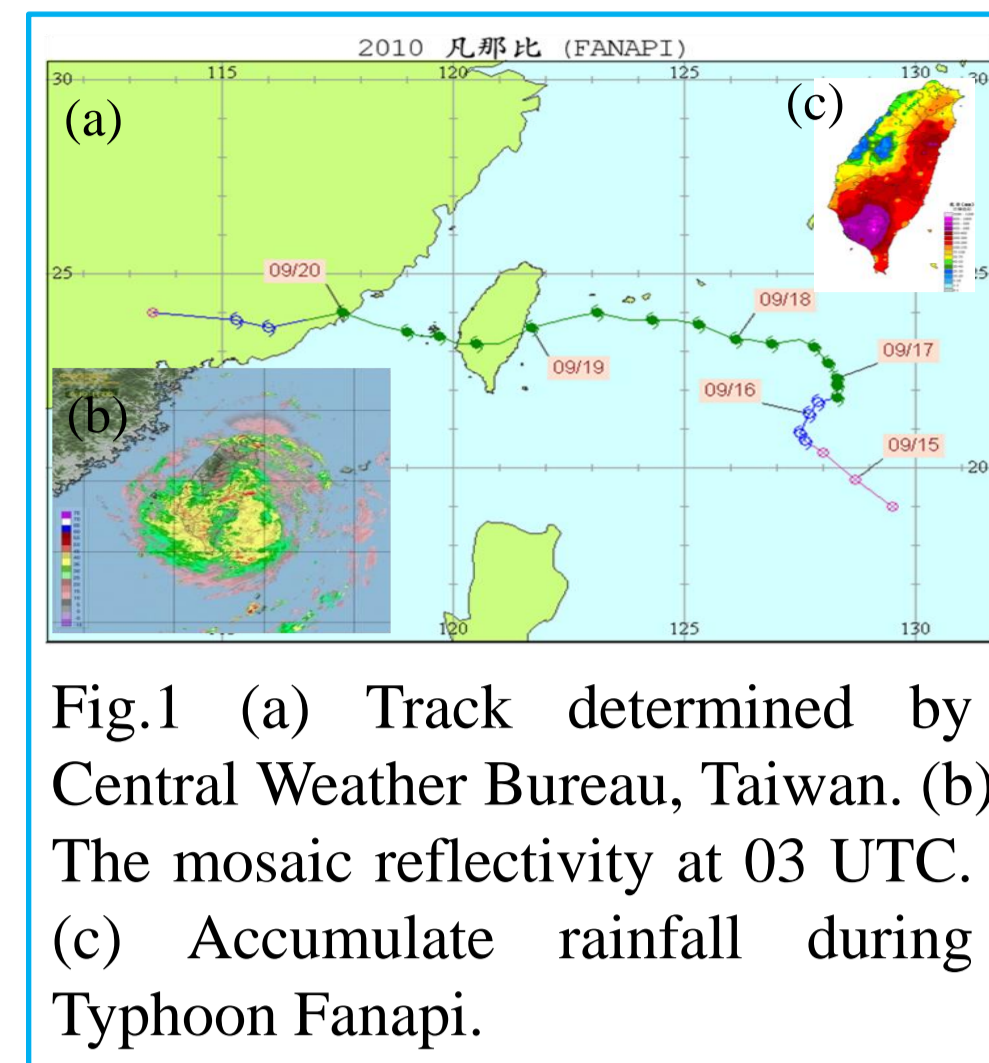 2010 凡那比 (FANAPI)
30 115 120 125 130 30
(a) (c)
09/20
25 25
09/18
09/17
09/19
09/16
(b)
09/15
20
115 120 125 130
Fig.1 (a) Track determined by
Central Weather Bureau, Taiwan. (b)
The mosaic reflectivity at 03 UTC.
(c) Accumulate rainfall during
Typhoon Fanapi.